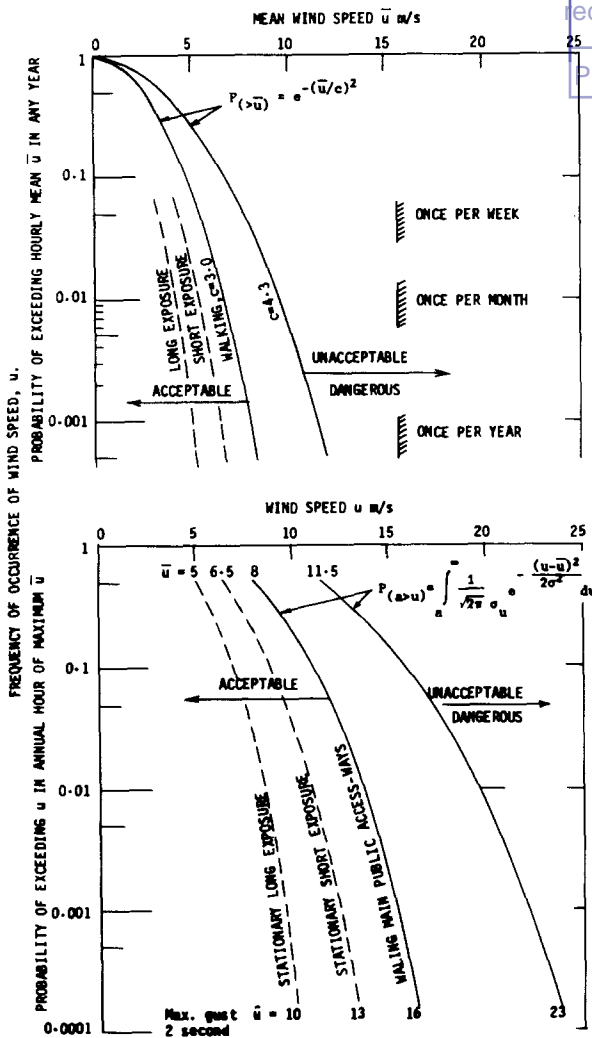 MEAN WIND SPEED ū m/s
0 5 10 15 20 25
1
0·1
0·01
0·001
P(>ū) = e^-(ū/c)²
ONCE PER WEEK
ONCE PER MONTH
ONCE PER YEAR
LONG EXPOSURE
SHORT EXPOSURE
WALKING, c=3·0
c=4·3
ACCEPTABLE
UNACCEPTABLE
DANGEROUS
FREQUENCY OF OCCURRENCE OF WIND SPEED, u.
PROBABILITY OF EXCEEDING HOURLY MEAN ū IN ANY YEAR
WIND SPEED u m/s
0 5 10 15 20 25
1
0·1
0·01
0·001
0·0001
ū = 5 6·5 8 11·5
P(a>u) = a∫∞ 1/√2π σu e^-(u-ū)²/2σ² du
ACCEPTABLE
UNACCEPTABLE
DANGEROUS
STATIONARY LONG EXPOSURE
STATIONARY SHORT EXPOSURE
WALING MAIN PUBLIC ACCESS-WAYS
Max. gust û = 10 13 16 23
2 second
PROBABILITY OF EXCEEDING u IN ANNUAL HOUR OF MAXIMUM ū